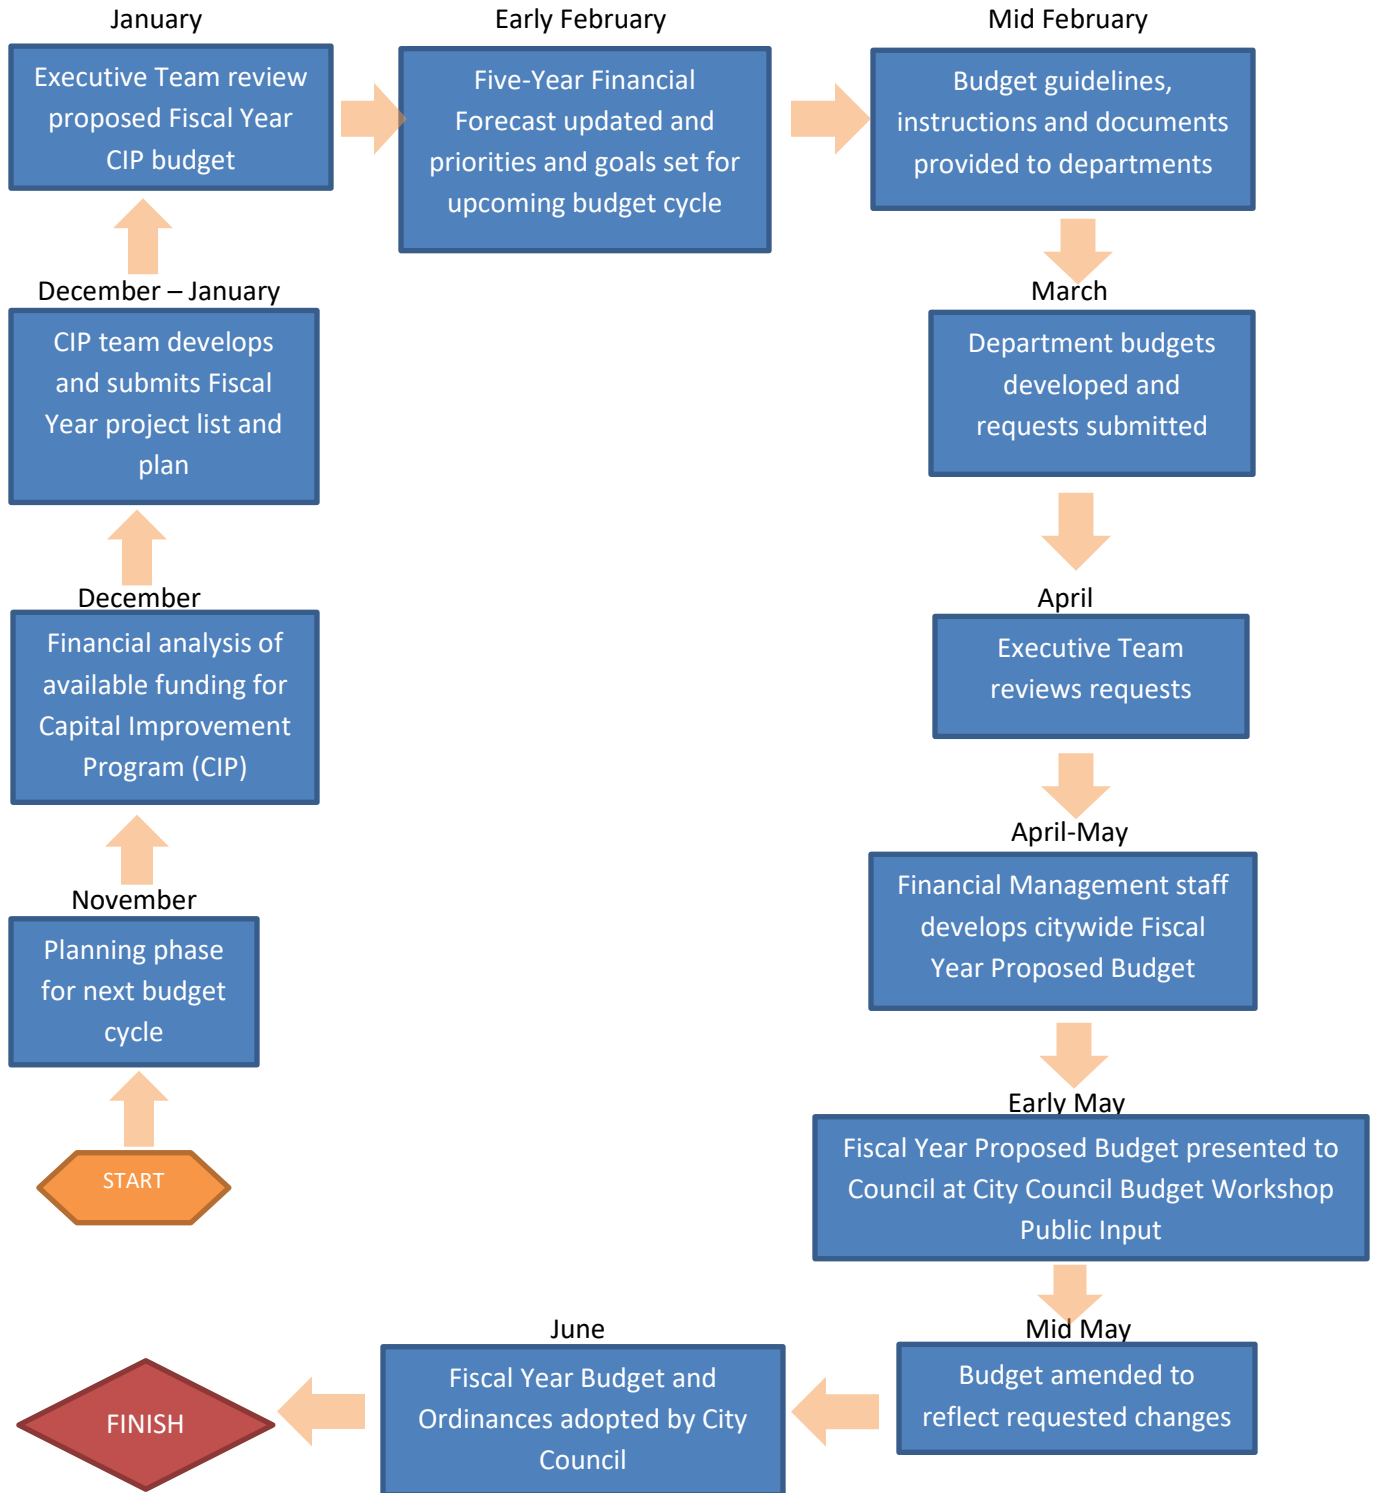 January
Executive Team review
proposed Fiscal Year
CIP budget
Early February
Five-Year Financial
Forecast updated and
priorities and goals set for
upcoming budget cycle
Mid February
Budget guidelines,
instructions and documents
provided to departments
December – January
CIP team develops
and submits Fiscal
Year project list and
plan
March
Department budgets
developed and
requests submitted
December
Financial analysis of
available funding for
Capital Improvement
Program (CIP)
April
Executive Team
reviews requests
April-May
Financial Management staff
develops citywide Fiscal
Year Proposed Budget
November
Planning phase
for next budget
cycle
START
Early May
Fiscal Year Proposed Budget presented to
Council at City Council Budget Workshop
Public Input
Mid May
Budget amended to
reflect requested changes
June
Fiscal Year Budget and
Ordinances adopted by City
Council
FINISH